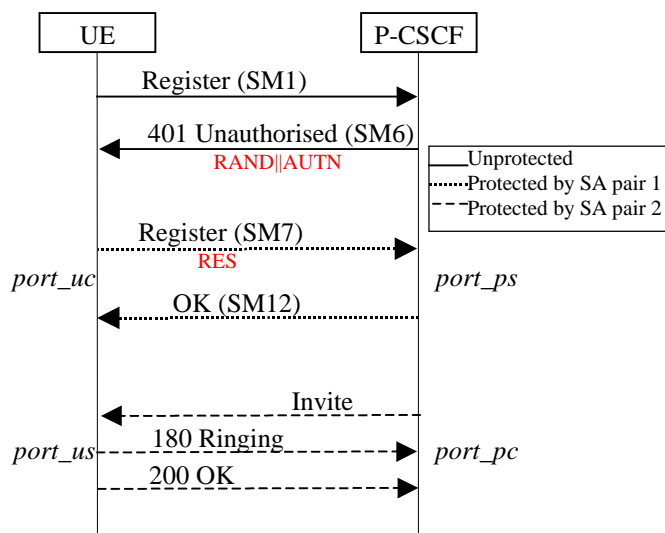 UE
P-CSCF
Register (SM1)
401 Unauthorised (SM6)
RAND||AUTN
Unprotected
Protected by SA pair 1
Protected by SA pair 2
Register (SM7)
RES
port_uc
port_ps
OK (SM12)
Invite
port_us
180 Ringing
port_pc
200 OK